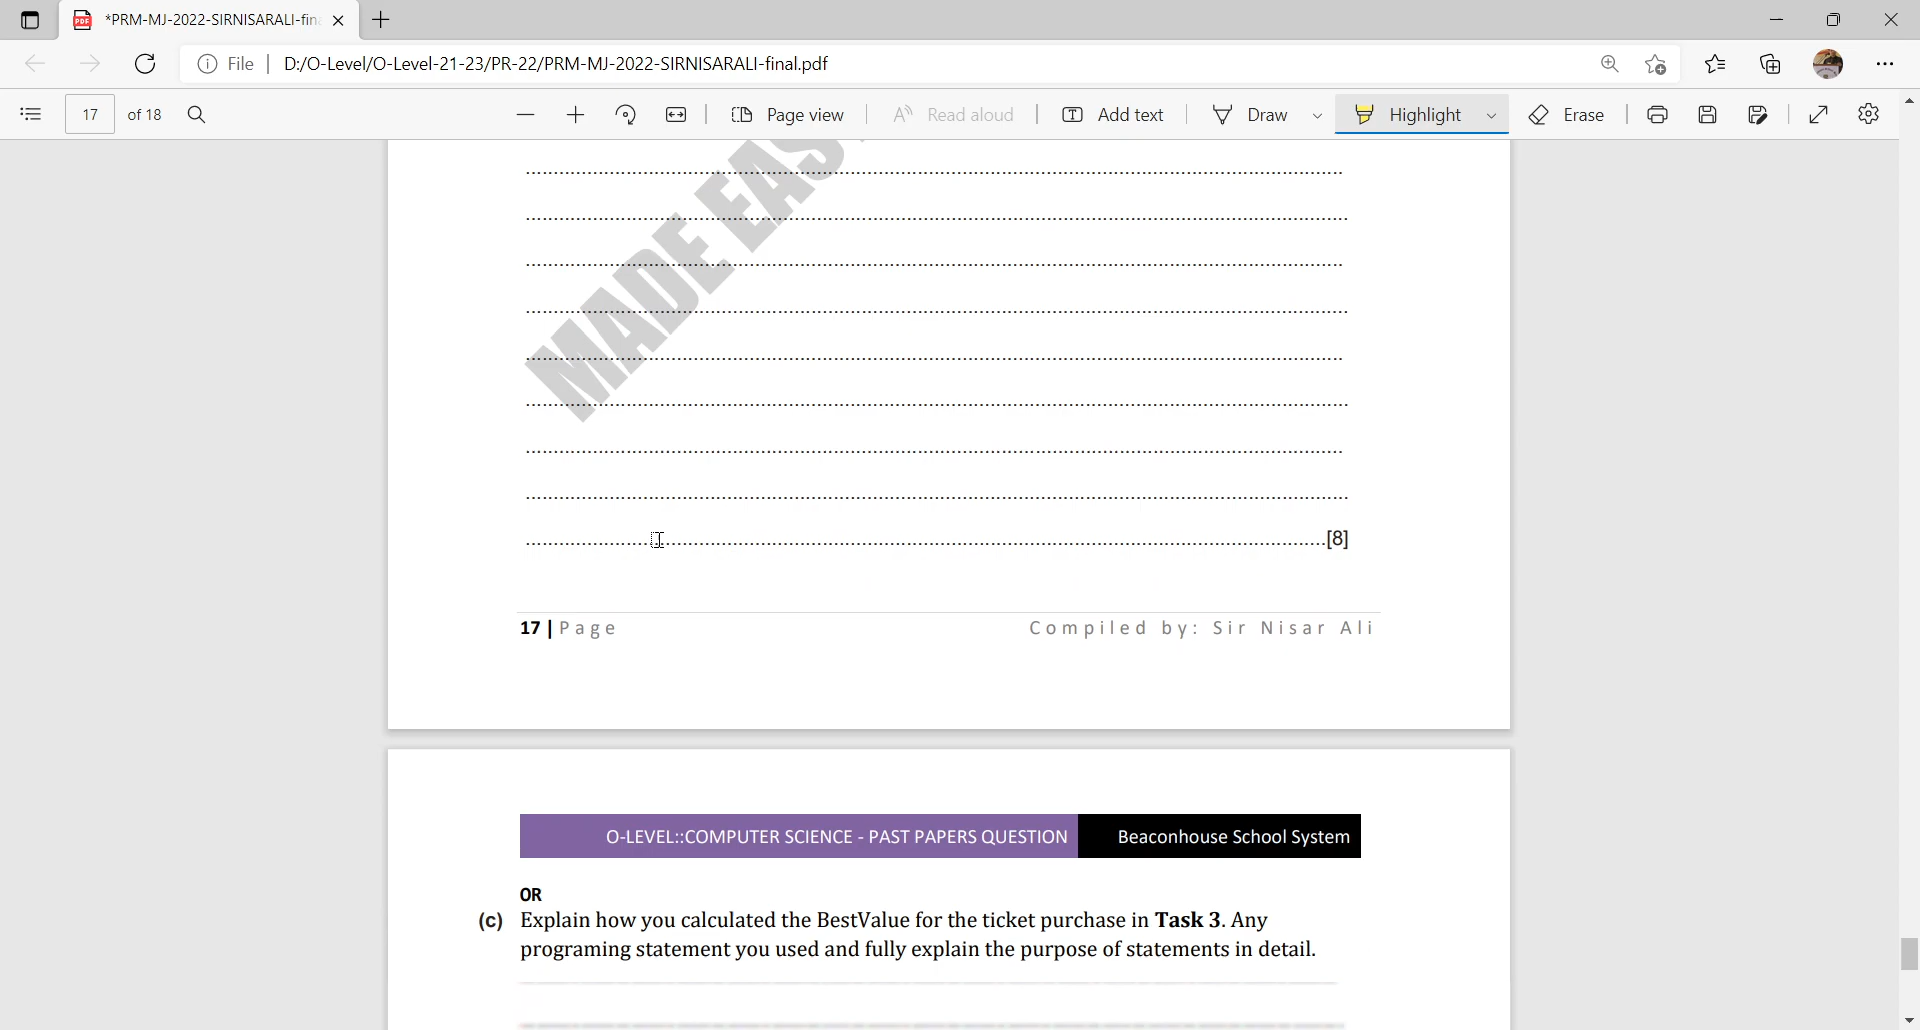 *PRM-MJ-2022-SIRNISARALI-fin
File
D:/O-Level/O-Level-21-23/PR-22/PRM-MJ-2022-SIRNISARALI-final.pdf
17 of 18
Page view
Read aloud
Add text
Draw
Highlight
Erase
MADE EASY
[8]
17 | Page
Compiled by: Sir Nisar Ali
O-LEVEL::COMPUTER SCIENCE - PAST PAPERS QUESTION
Beaconhouse School System
OR
(c) Explain how you calculated the BestValue for the ticket purchase in Task 3. Any
programing statement you used and fully explain the purpose of statements in detail.